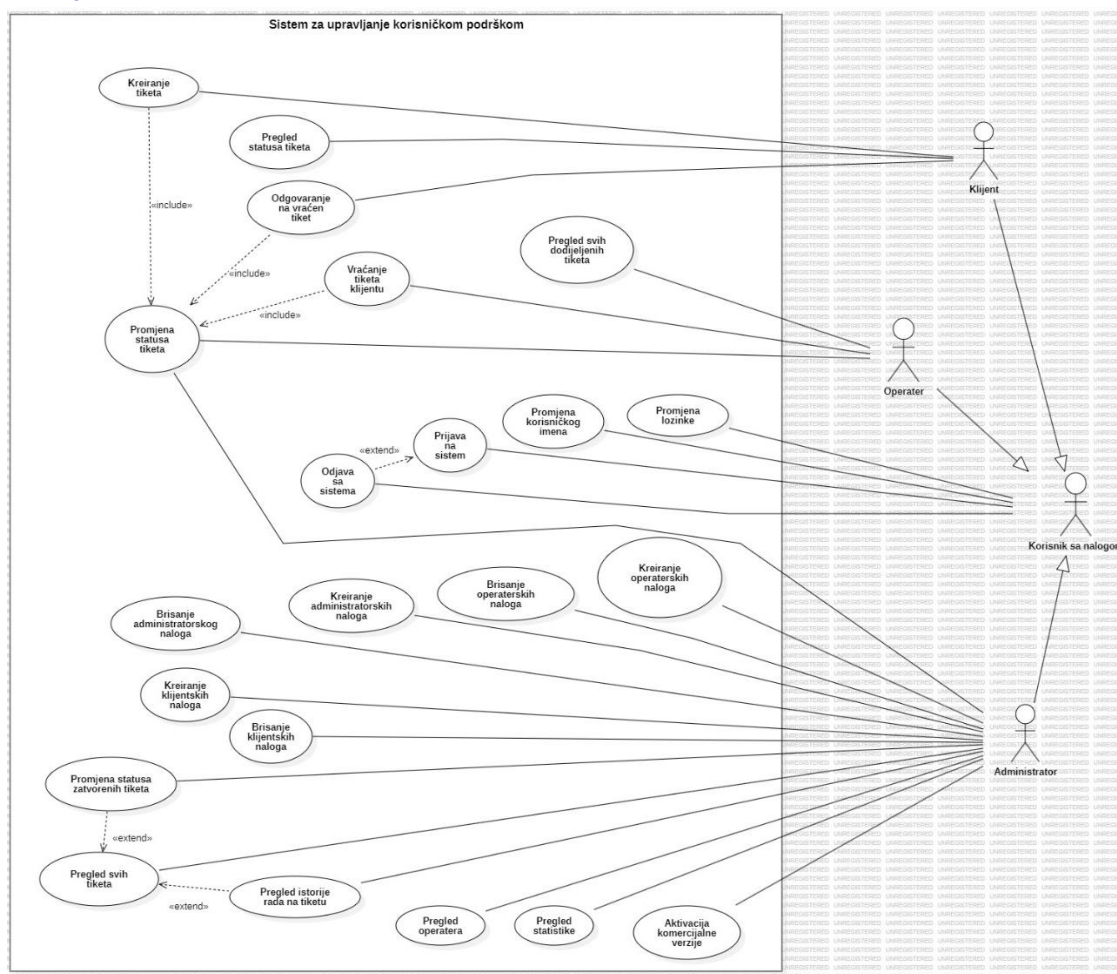 Sistem za upravljanje korisničkom podrškom
Kreiranje
tiketa
Pregled
statusa tiketa
Klijent
«include»
Odgovaranje
na vraćen
tiket
Pregled svih
dodijeljenih
tiketa
«include»
Vraćanje
tiketa
klijentu
«include»
Promjena
statusa
tiketa
Operater
Promjena
korisničkog
imena
Promjena
lozinke
«extend»
Prijava
na
sistem
Odjava
sa
sistema
Korisnik sa nalogom
Kreiranje
operaterskih
naloga
Brisanje
operaterskih
naloga
Kreiranje
administratorskih
naloga
Brisanje
administratorskog
naloga
Kreiranje
klijentskih
naloga
Brisanje
klijentskih
naloga
Administrator
Promjena statusa
zatvorenih tiketa
«extend»
Pregled svih
tiketa
Pregled istorije
rada na tiketu
«extend»
Pregled
operatera
Pregled
statistike
Aktivacija
komercijalne
verzije
UNREGISTERED